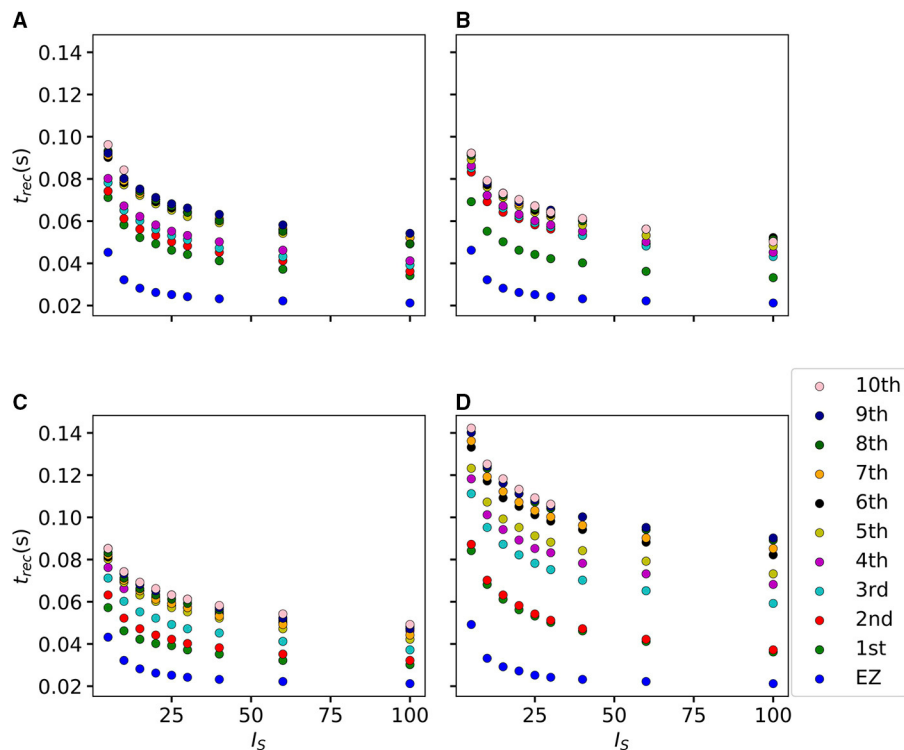 A
B
0.14
0.12
0.10
0.08
0.06
0.04
0.02
t_rec(s)
C
D
0.14
0.12
0.10
0.08
0.06
0.04
0.02
t_rec(s)
25 50 75 100
I_S
25 50 75 100
I_S
10th
9th
8th
7th
6th
5th
4th
3rd
2nd
1st
EZ